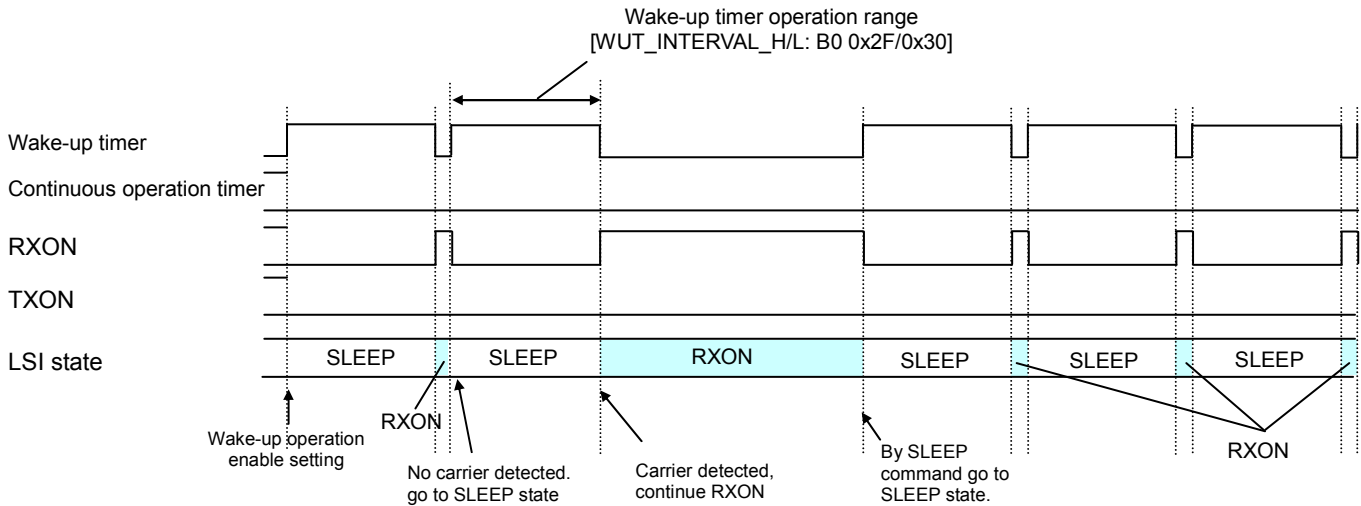 Wake-up timer operation range
[WUT_INTERVAL_H/L: B0 0x2F/0x30]
Wake-up timer
Continuous operation timer
RXON
TXON
LSI state
SLEEP
SLEEP
RXON
SLEEP
SLEEP
SLEEP
RXON
Wake-up operation
enable setting
No carrier detected.
go to SLEEP state
Carrier detected,
continue RXON
By SLEEP
command go to
SLEEP state.
RXON